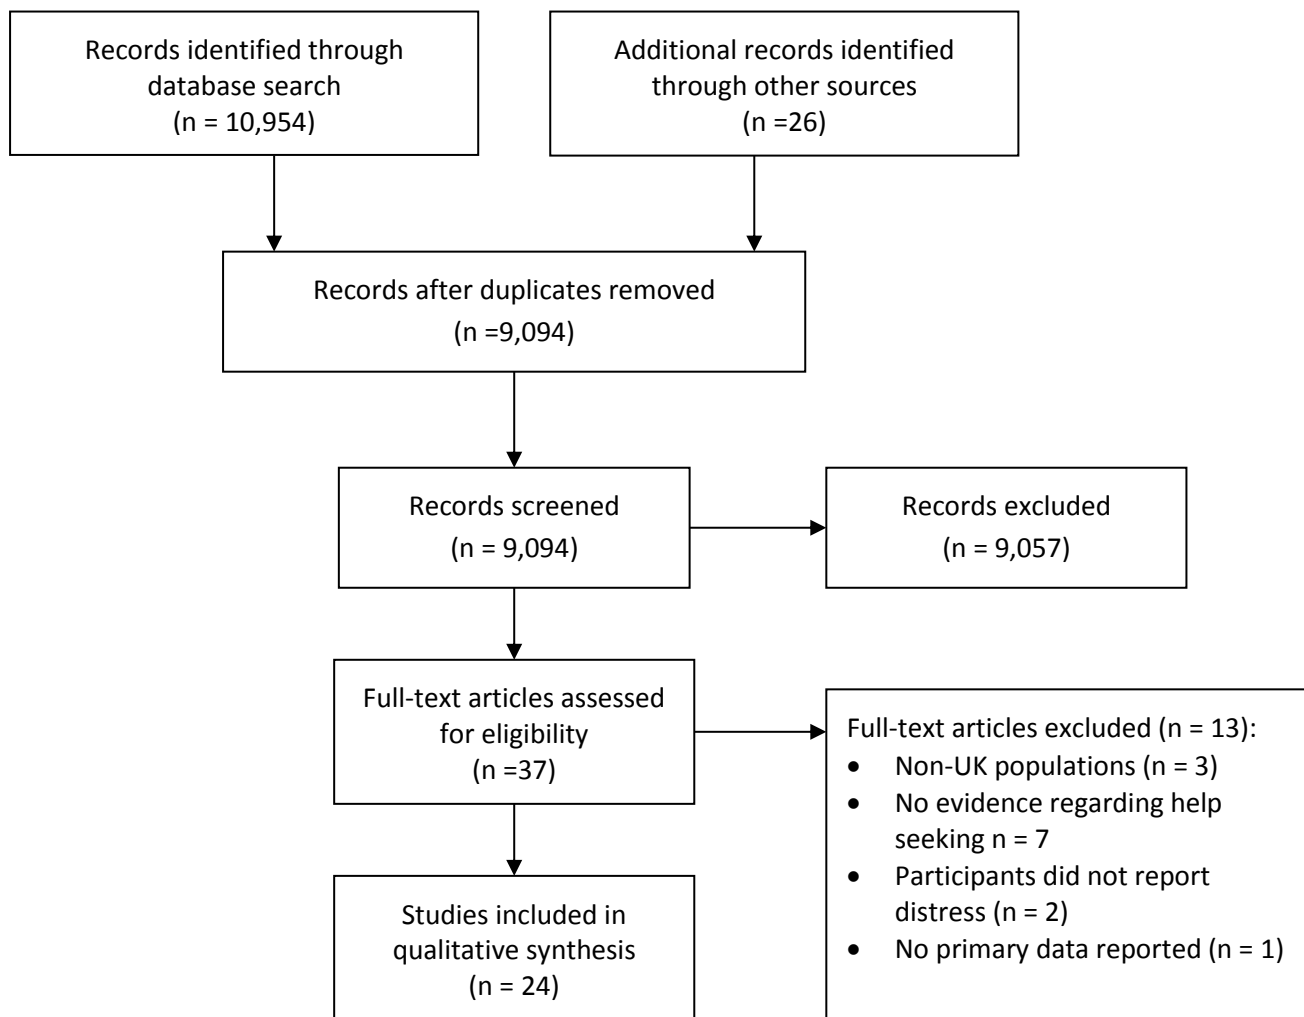 Records identified through
database search
(n = 10,954)
Additional records identified
through other sources
(n =26)
Records after duplicates removed
(n =9,094)
Records screened
(n = 9,094)
Records excluded
(n = 9,057)
Full-text articles assessed
for eligibility
(n =37)
Full-text articles excluded (n = 13):
• Non-UK populations (n = 3)
• No evidence regarding help
seeking n = 7
• Participants did not report
distress (n = 2)
• No primary data reported (n = 1)
Studies included in
qualitative synthesis
(n = 24)